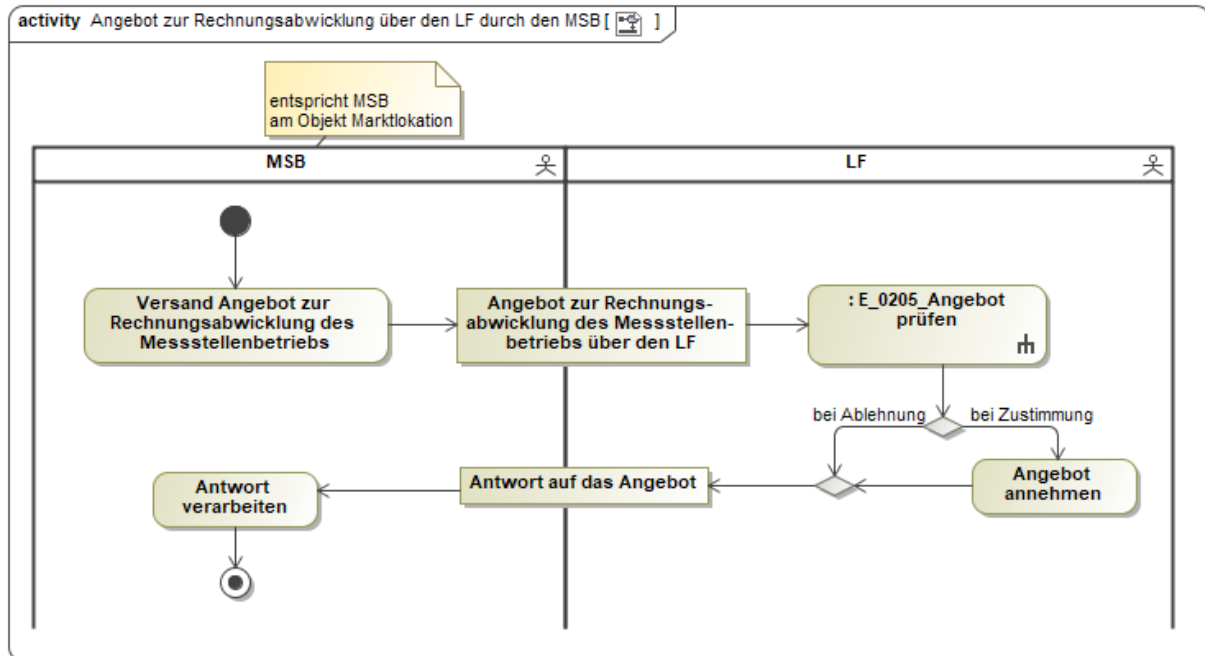 activity Angebot zur Rechnungsabwicklung über den LF durch den MSB [ ]
entspricht MSB
am Objekt Marktlokation
MSB
LF
Versand Angebot zur
Rechnungsabwicklung des
Messstellenbetriebs
Angebot zur Rechnungs-
abwicklung des Messstellen-
betriebs über den LF
: E_0205_Angebot
prüfen
bei Ablehnung
bei Zustimmung
Antwort
verarbeiten
Antwort auf das Angebot
Angebot
annehmen